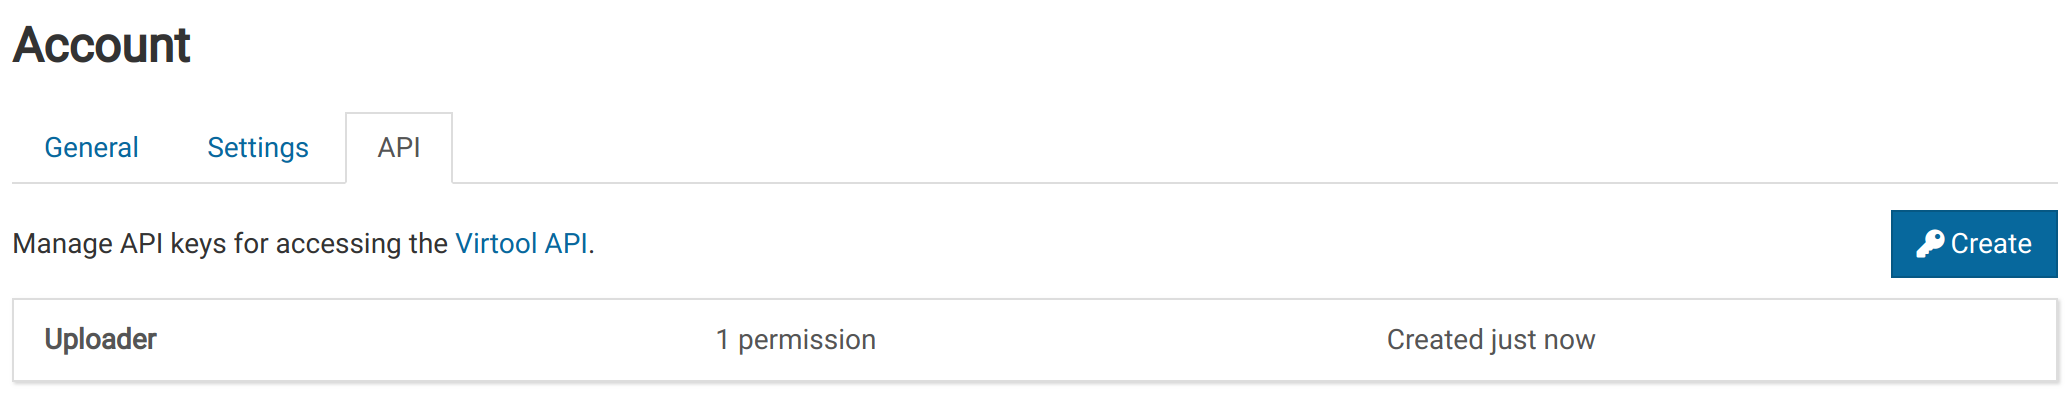 Account
General Settings API
Manage API keys for accessing the Virtool API.
Create
Uploader 1 permission Created just now